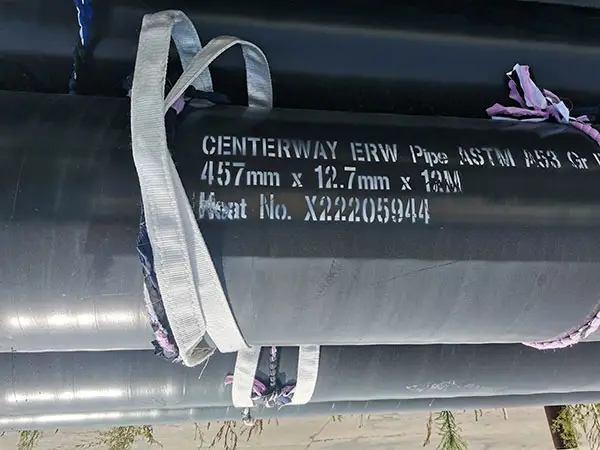 CENTERWAY ERW Pipe ASTM A53 Gr
457mm x 12.7mm x 12M
Heat No. X22205944